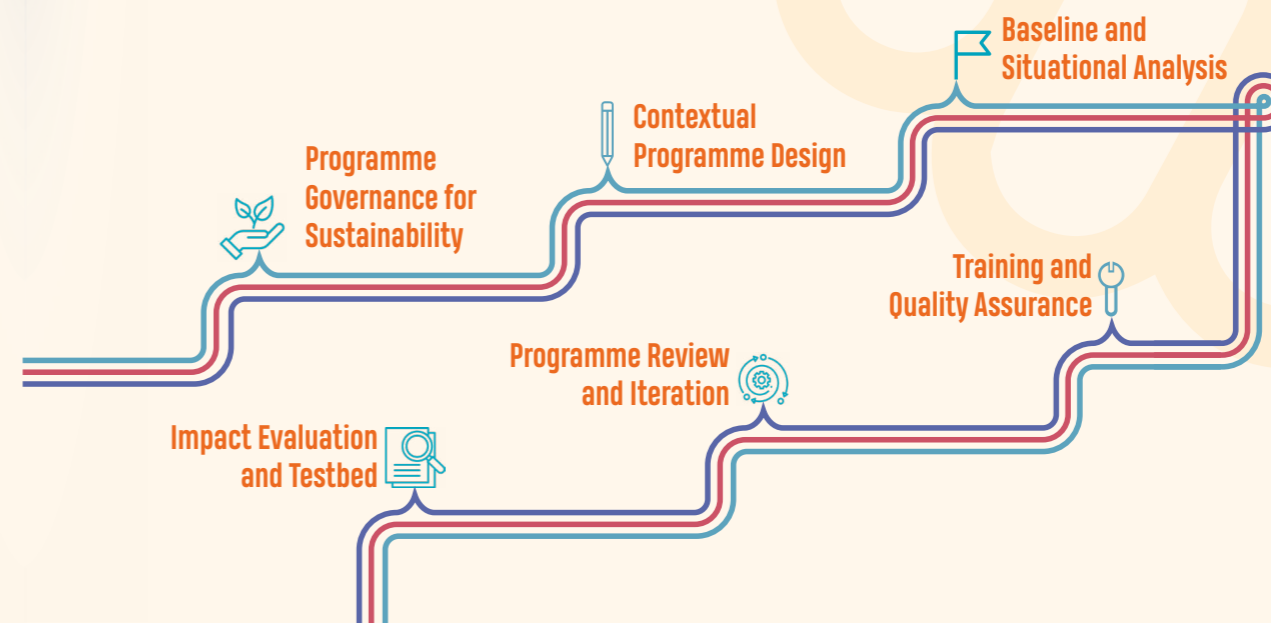 Baseline and
Situational Analysis
Contextual
Programme Design
Programme
Governance for
Sustainability
Training and
Quality Assurance
Programme Review
and Iteration
Impact Evaluation
and Testbed